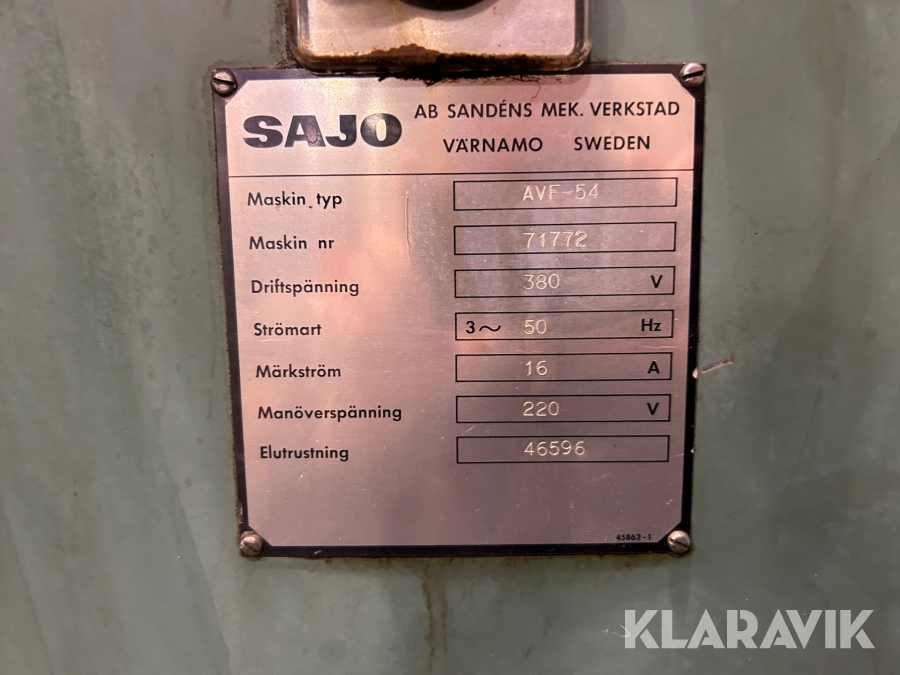 SAJO AB SANDÉNS MEK. VERKSTAD
VÄRNAMO SWEDEN
Maskin typ AVF-54
Maskin nr 71772
Driftspänning 380 V
Strömart 3~ 50 Hz
Märkström 16 A
Manöverspänning 220 V
Elutrustning 46596
45862-1
KLARAVIK